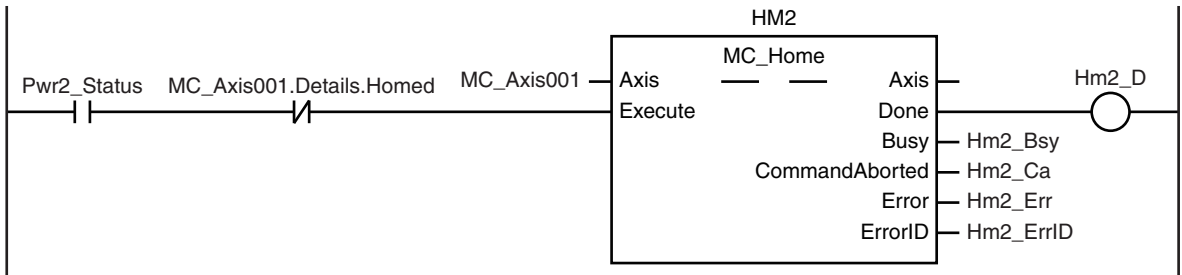 HM2
Pwr2_Status MC_Axis001.Details.Homed MC_Axis001 Axis MC_Home Axis Hm2_D
Execute Done
Busy Hm2_Bsy
CommandAborted Hm2_Ca
Error Hm2_Err
ErrorID Hm2_ErrID